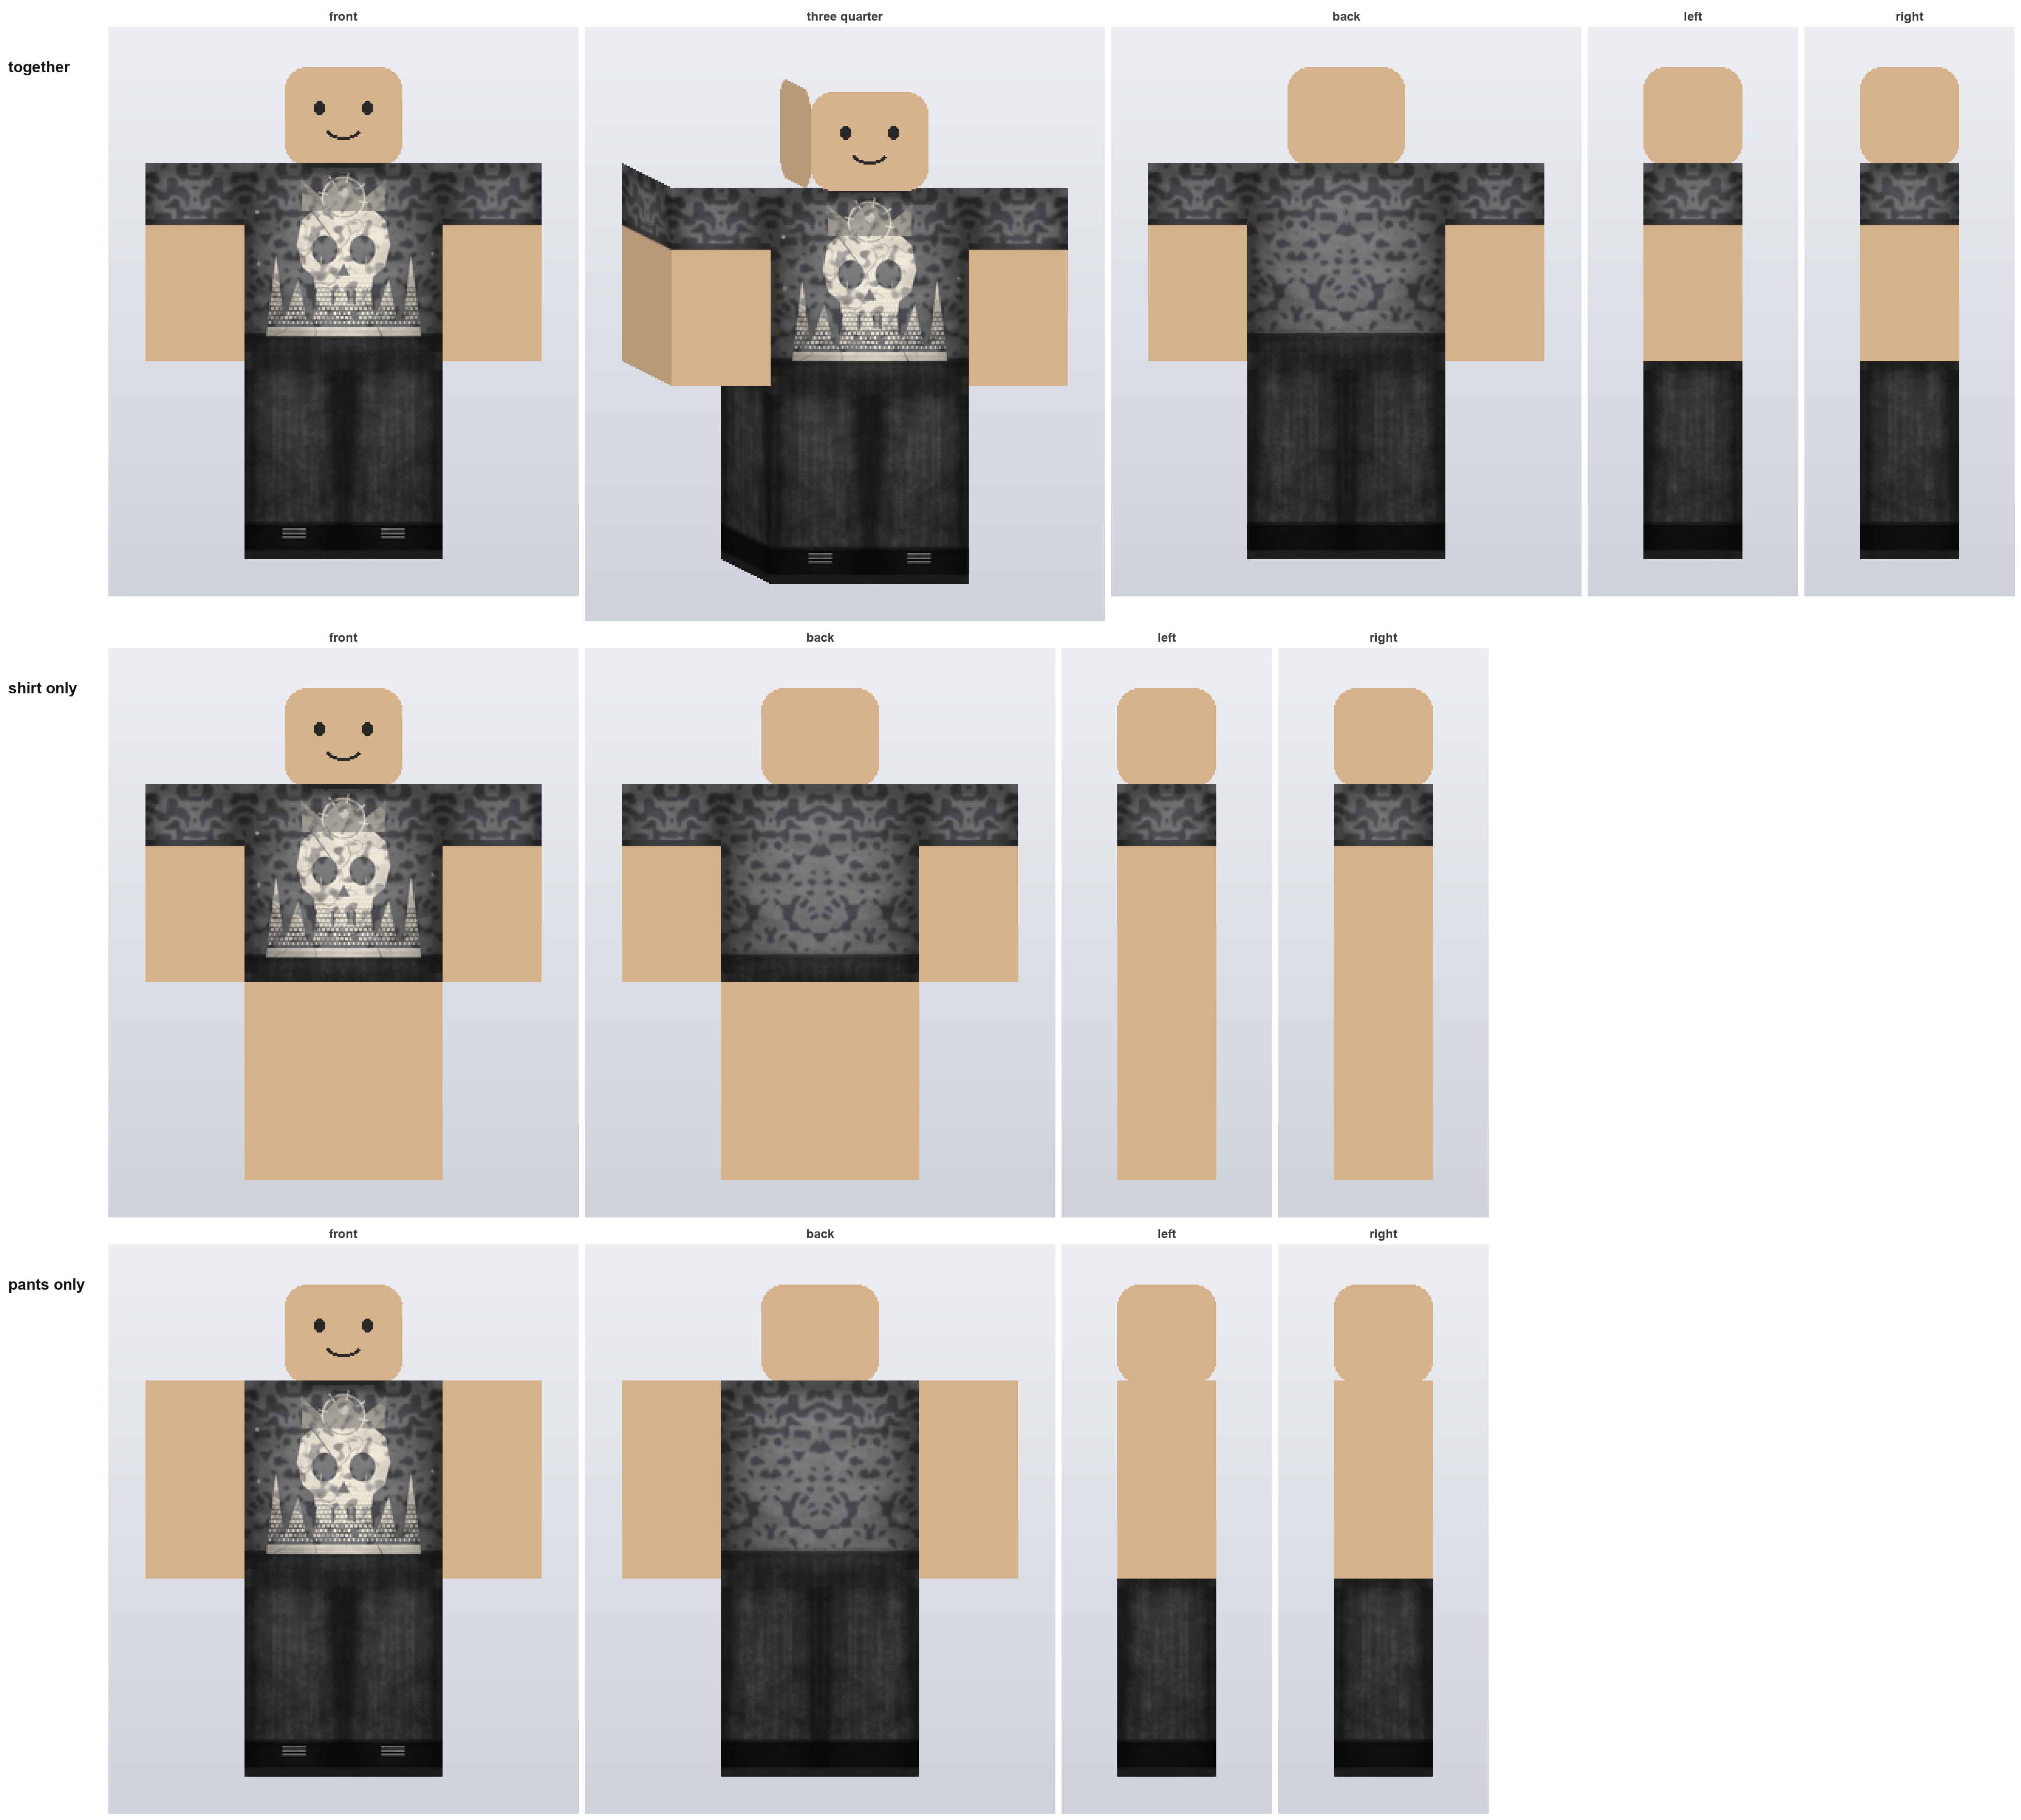 front
three quarter
back
left
right
together
front
back
left
right
shirt only
front
back
left
right
pants only